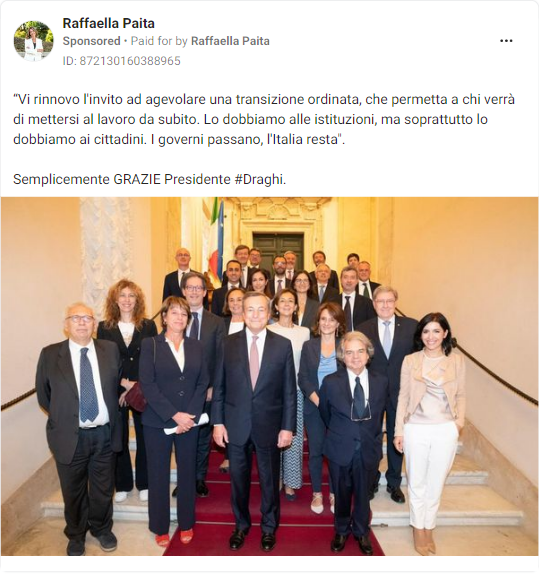 Raffaella Paita
Sponsored • Paid for by Raffaella Paita
ID: 872130160388965
“Vi rinnovo l'invito ad agevolare una transizione ordinata, che permetta a chi verrà
di mettersi al lavoro da subito. Lo dobbiamo alle istituzioni, ma soprattutto lo
dobbiamo ai cittadini. I governi passano, l'Italia resta".
Semplicemente GRAZIE Presidente #Draghi.